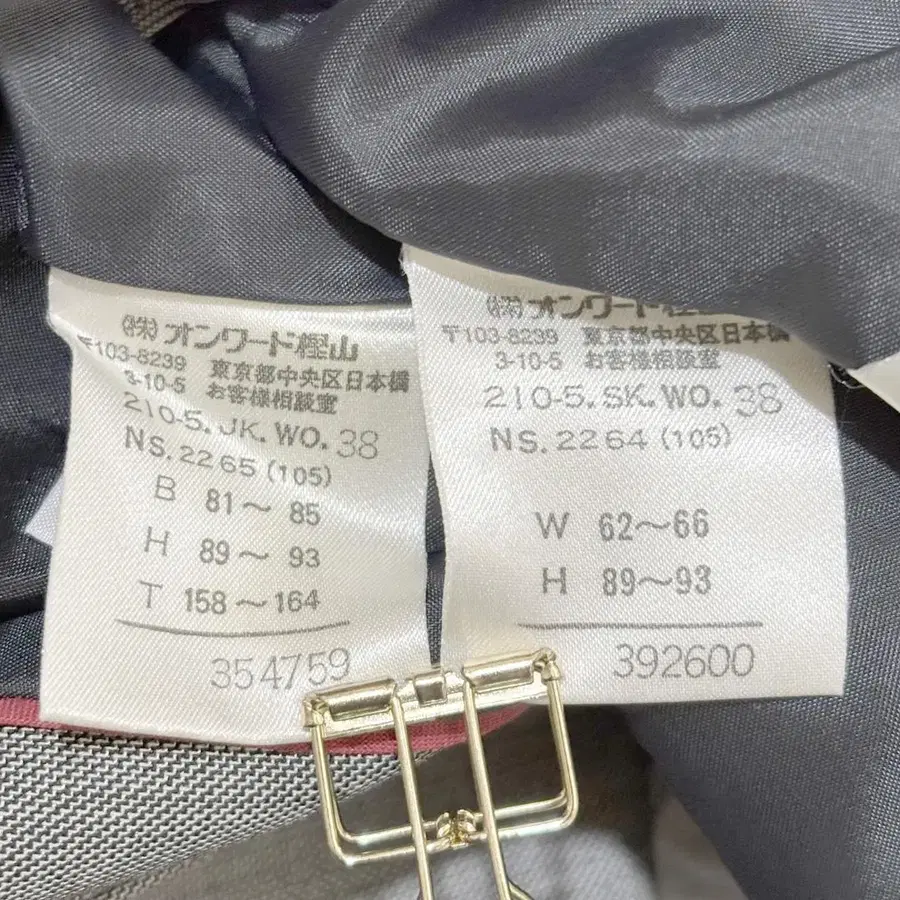 (株)オンワード樫山
〒103-8239 東京都中央区日本橋
3-10-5 お客様相談室
210-5.JK.WO.38
NS.2265(105)
B 81〜85
H 89〜93
T 158〜164
354759
(株)オンワード樫
〒103-8239 東京都中央区日本橋
3-10-5 お客様相談室
210-5.SK.WO.38
NS.2264(105)
W 62〜66
H 89〜93
392600